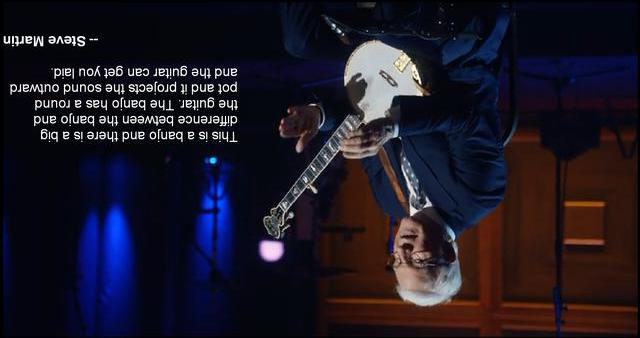 This is a banjo and there is a big
difference between the banjo and
the guitar. The banjo has a round
pot and it projects the sound outward
and the guitar can get you laid.
-- Steve Martin